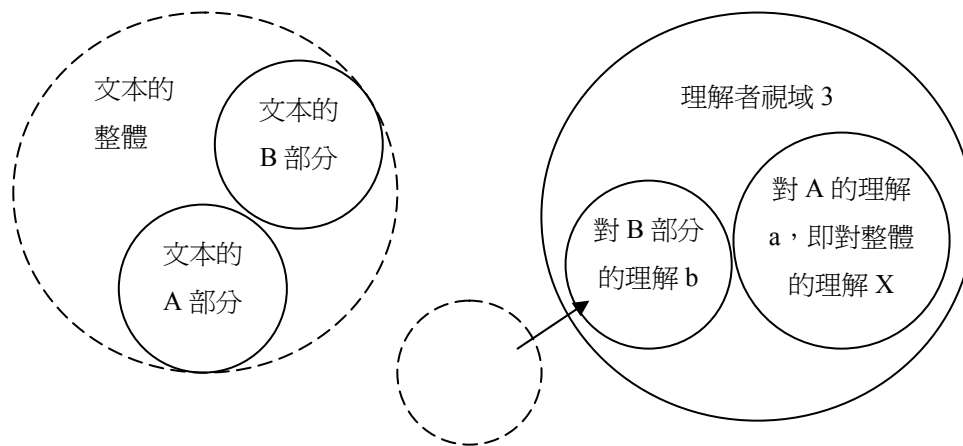 文本的
整體
文本的
B 部分
文本的
A 部分
理解者視域 3
對 B 部分
的理解 b
對 A 的理解
a，即對整體
的理解 X